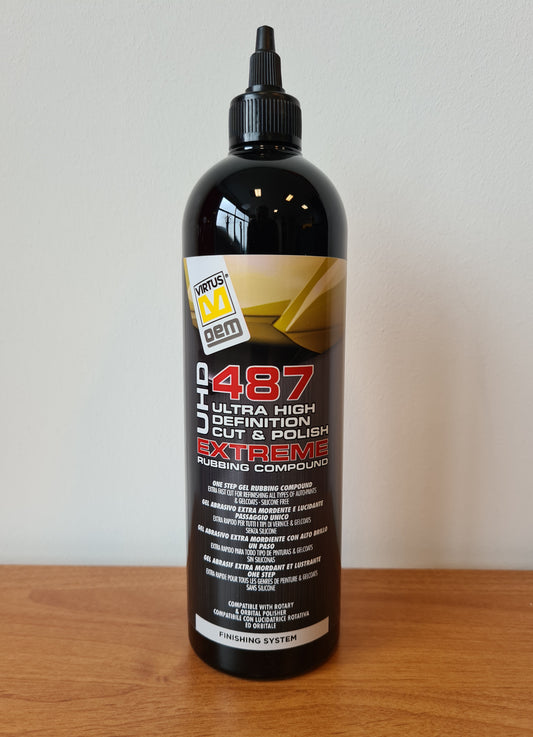 VIRTUS®
oem
UHD
487
ULTRA HIGH
DEFINITION
CUT & POLISH
EXTREME
RUBBING COMPOUND
ONE STEP GEL RUBBING COMPOUND
EXTRA FAST CUT FOR REFINISHING ALL TYPES OF AUTO-PAINTS
& GELCOATS - SILICONE FREE
GEL ABRASIVO EXTRA MORDENTE E LUCIDANTE
PASSAGGIO UNICO
EXTRA RAPIDO PER TUTTI I TIPI DI VERNICE & GELCOATS
SENZA SILICONE
GEL ABRASIVO EXTRA MORDIENTE CON ALTO BRILLO
UN PASO
EXTRA RAPIDO PARA TODO TIPO DE PINTURAS & GELCOATS
SIN SILICONAS
GEL ABRASIF EXTRA MORDANT ET LUSTRANTE
ONE STEP
EXTRA RAPIDE POUR TOUS LES GENRES DE PEINTURE & GELCOATS
SANS SILICONE
COMPATIBLE WITH ROTARY
& ORBITAL POLISHER
COMPATIBILE CON LUCIDATRICE ROTATIVA
ED ORBITALE
FINISHING SYSTEM